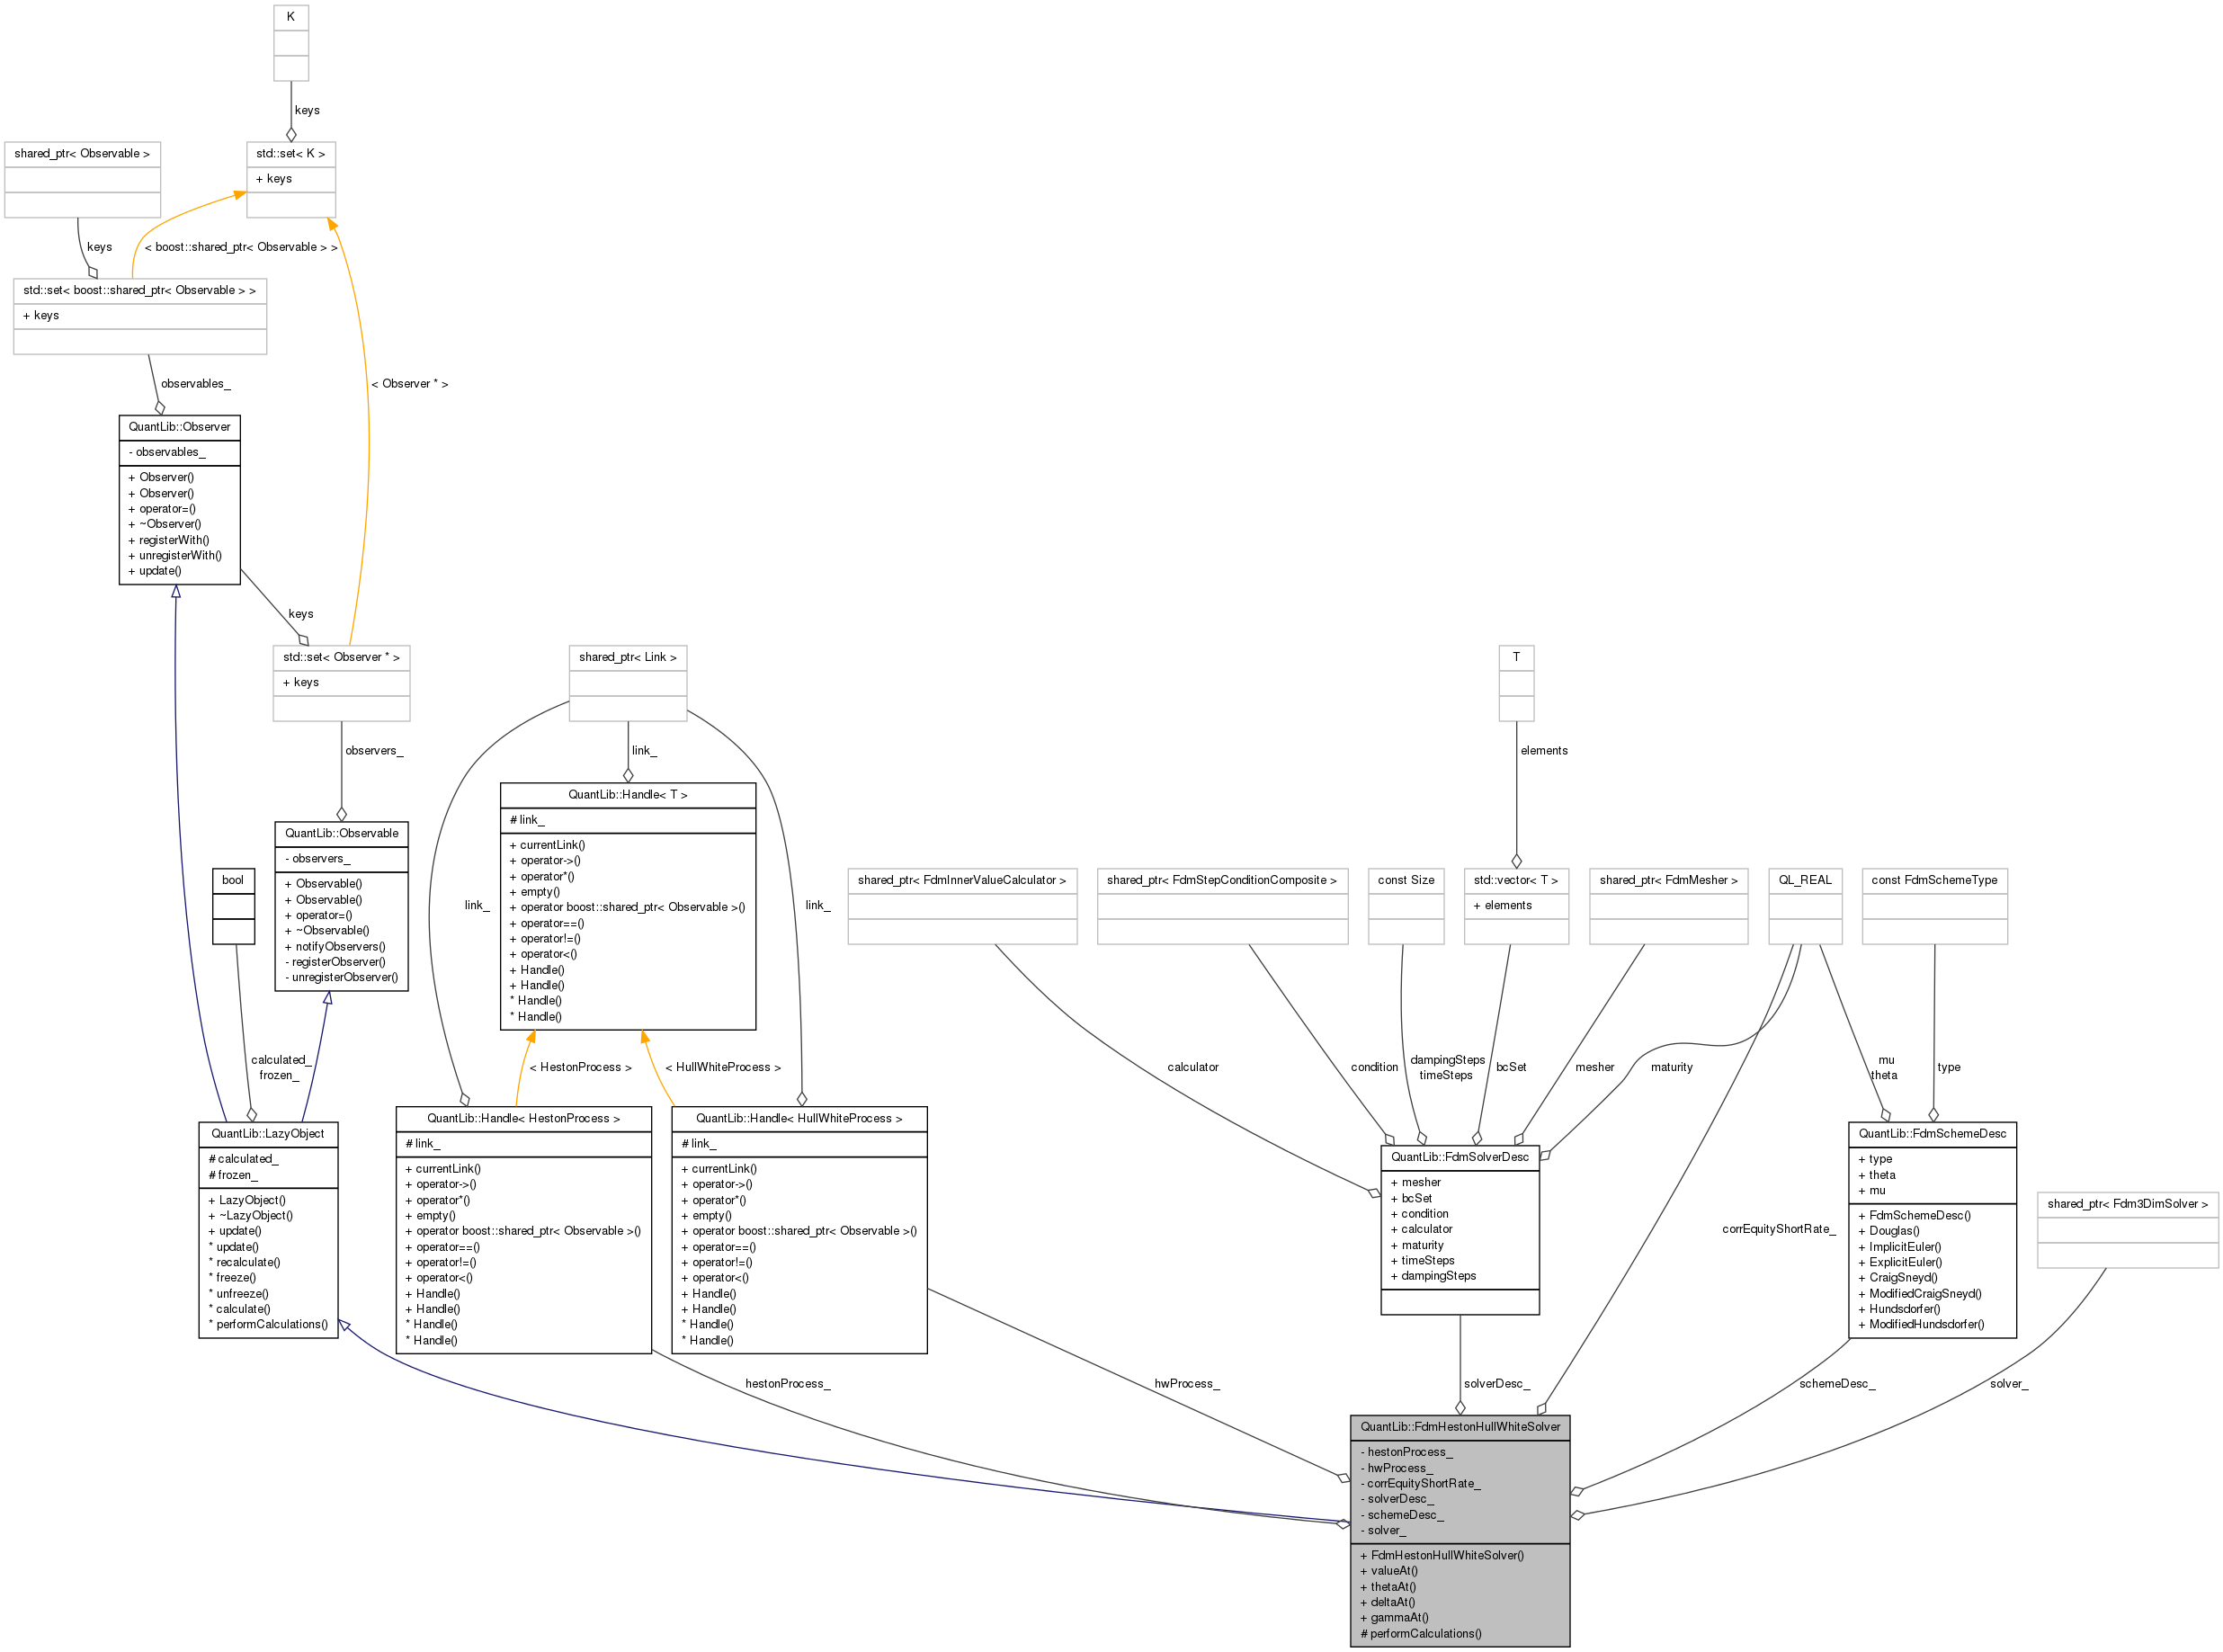 K
keys
shared_ptr< Observable >
std::set< K >
+ keys
keys
< boost::shared_ptr< Observable > >
std::set< boost::shared_ptr< Observable > >
+ keys
observables_
< Observer * >
QuantLib::Observer
- observables_
+ Observer()
+ Observer()
+ operator=()
+ ~Observer()
+ registerWith()
+ unregisterWith()
+ update()
keys
std::set< Observer * >
+ keys
observers_
shared_ptr< Link >
link_
T
elements
QuantLib::Observable
- observers_
+ Observable()
+ Observable()
+ operator=()
+ ~Observable()
+ notifyObservers()
- registerObserver()
- unregisterObserver()
bool
calculated_
frozen_
QuantLib::Handle< T >
# link_
+ currentLink()
+ operator->()
+ operator*()
+ empty()
+ operator boost::shared_ptr< Observable >()
+ operator==()
+ operator!=()
+ operator<()
+ Handle()
+ Handle()
* Handle()
* Handle()
link_
link_
< HestonProcess >
< HullWhiteProcess >
shared_ptr< FdmInnerValueCalculator >
shared_ptr< FdmStepConditionComposite >
const Size
std::vector< T >
+ elements
shared_ptr< FdmMesher >
QL_REAL
const FdmSchemeType
calculator
condition
dampingSteps
timeSteps
bcSet
mesher
maturity
mu
theta
type
QuantLib::LazyObject
# calculated_
# frozen_
+ LazyObject()
+ ~LazyObject()
+ update()
* update()
* recalculate()
* freeze()
* unfreeze()
* calculate()
* performCalculations()
QuantLib::Handle< HestonProcess >
# link_
+ currentLink()
+ operator->()
+ operator*()
+ empty()
+ operator boost::shared_ptr< Observable >()
+ operator==()
+ operator!=()
+ operator<()
+ Handle()
+ Handle()
* Handle()
* Handle()
QuantLib::Handle< HullWhiteProcess >
# link_
+ currentLink()
+ operator->()
+ operator*()
+ empty()
+ operator boost::shared_ptr< Observable >()
+ operator==()
+ operator!=()
+ operator<()
+ Handle()
+ Handle()
* Handle()
* Handle()
QuantLib::FdmSolverDesc
+ mesher
+ bcSet
+ condition
+ calculator
+ maturity
+ timeSteps
+ dampingSteps
corrEquityShortRate_
QuantLib::FdmSchemeDesc
+ type
+ theta
+ mu
+ FdmSchemeDesc()
+ Douglas()
+ ImplicitEuler()
+ ExplicitEuler()
+ CraigSneyd()
+ ModifiedCraigSneyd()
+ Hundsdorfer()
+ ModifiedHundsdorfer()
shared_ptr< Fdm3DimSolver >
hestonProcess_
hwProcess_
solverDesc_
schemeDesc_
solver_
QuantLib::FdmHestonHullWhiteSolver
- hestonProcess_
- hwProcess_
- corrEquityShortRate_
- solverDesc_
- schemeDesc_
- solver_
+ FdmHestonHullWhiteSolver()
+ valueAt()
+ thetaAt()
+ deltaAt()
+ gammaAt()
# performCalculations()